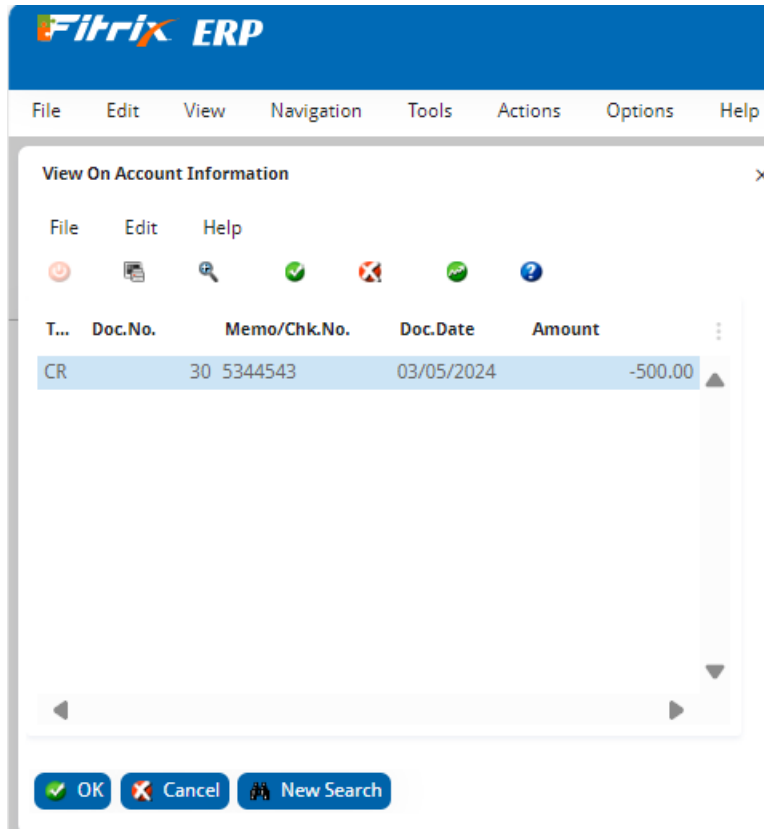 Fitrix ERP
File Edit View Navigation Tools Actions Options Help
View On Account Information
File Edit Help
T... Doc.No. Memo/Chk.No. Doc.Date Amount
CR 30 5344543 03/05/2024 -500.00
OK Cancel New Search